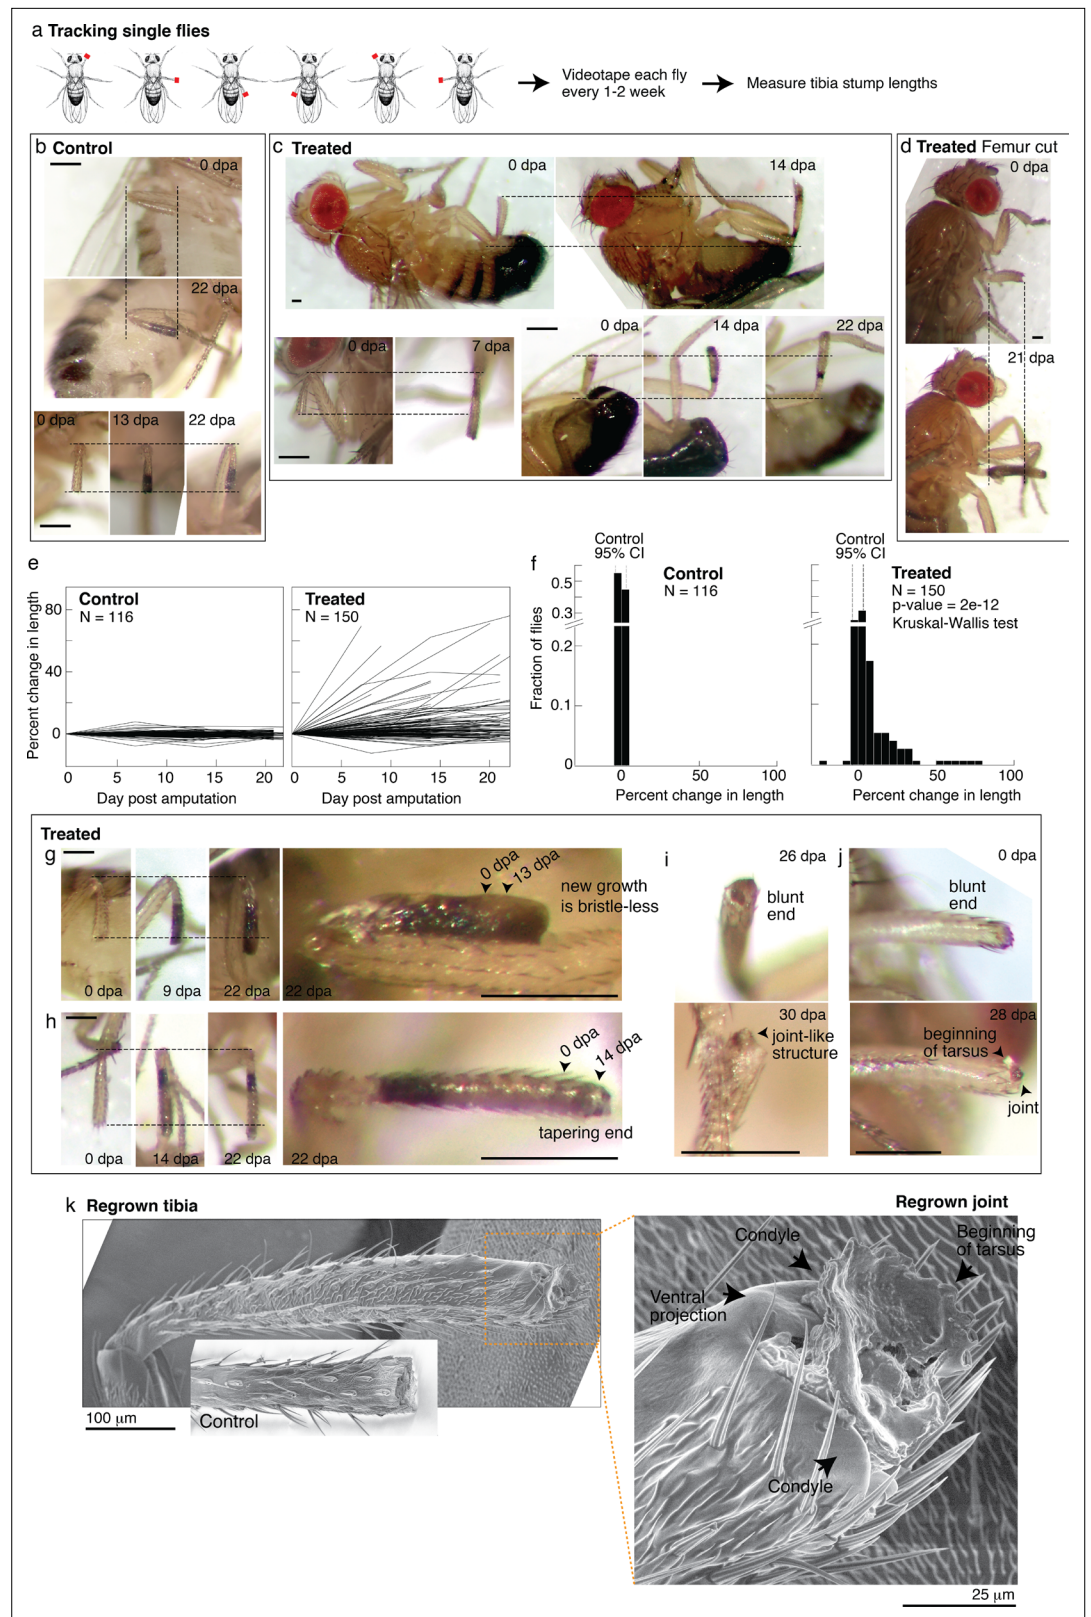 a Tracking single flies
Videotape each fly
every 1-2 week
Measure tibia stump lengths
b Control
0 dpa
22 dpa
0 dpa
13 dpa
22 dpa
c Treated
0 dpa
14 dpa
0 dpa
7 dpa
0 dpa
14 dpa
22 dpa
d Treated Femur cut
0 dpa
21 dpa
e
Percent change in length
80
40
0
Control
N = 116
0 5 10 15 20
Day post amputation
Treated
N = 150
0 5 10 15 20
Day post amputation
f
Fraction of flies
0.5
0.3
0.2
0.1
0
Control
95% CI
Control
N = 116
0 50 100
Percent change in length
Control
95% CI
Treated
N = 150
p-value = 2e-12
Kruskal-Wallis test
0 50 100
Percent change in length
Treated
g
0 dpa
9 dpa
22 dpa
22 dpa
0 dpa
13 dpa
new growth
is bristle-less
h
0 dpa
14 dpa
22 dpa
22 dpa
0 dpa
14 dpa
tapering end
i
26 dpa
blunt
end
30 dpa
joint-like
structure
j
0 dpa
blunt
end
28 dpa
beginning
of tarsus
joint
k Regrown tibia
Control
100 µm
Regrown joint
Condyle
Beginning
of tarsus
Ventral
projection
Condyle
25 µm